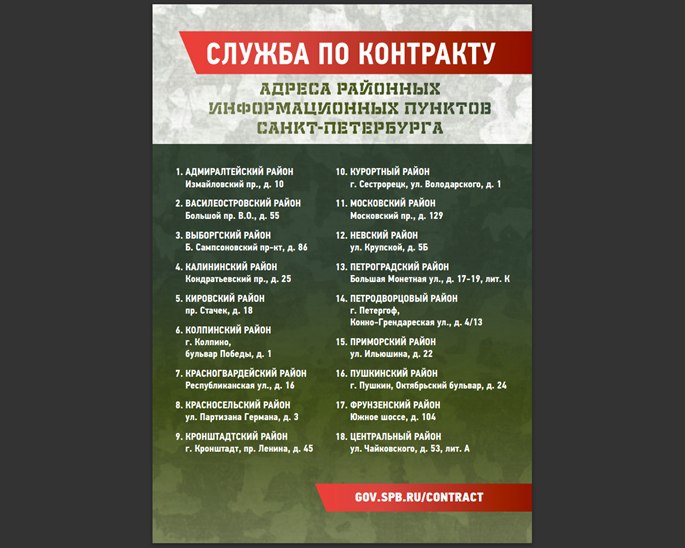 СЛУЖБА ПО КОНТРАКТУ
АДРЕСА РАЙОННЫХ
ИНФОРМАЦИОННЫХ ПУНКТОВ
САНКТ-ПЕТЕРБУРГА
1. АДМИРАЛТЕЙСКИЙ РАЙОН
Измайловский пр., д. 10
2. ВАСИЛЕОСТРОВСКИЙ РАЙОН
Большой пр. В.О., д. 55
3. ВЫБОРГСКИЙ РАЙОН
Б. Сампсоновский пр-кт, д. 86
4. КАЛИНИНСКИЙ РАЙОН
Кондратьевский пр., д. 25
5. КИРОВСКИЙ РАЙОН
пр. Стачек, д. 18
6. КОЛПИНСКИЙ РАЙОН
г. Колпино,
бульвар Победы, д. 1
7. КРАСНОГВАРДЕЙСКИЙ РАЙОН
Республиканская ул., д. 16
8. КРАСНОСЕЛЬСКИЙ РАЙОН
ул. Партизана Германа, д. 3
9. КРОНШТАДТСКИЙ РАЙОН
г. Кронштадт, пр. Ленина, д. 45
10. КУРОРТНЫЙ РАЙОН
г. Сестрорецк, ул. Володарского, д. 1
11. МОСКОВСКИЙ РАЙОН
Московский пр., д. 129
12. НЕВСКИЙ РАЙОН
ул. Крупской, д. 5Б
13. ПЕТРОГРАДСКИЙ РАЙОН
Большая Монетная ул., д. 17-19, лит. К
14. ПЕТРОДВОРЦОВЫЙ РАЙОН
г. Петергоф,
Конно-Грендареская ул., д. 4/13
15. ПРИМОРСКИЙ РАЙОН
ул. Ильюшина, д. 22
16. ПУШКИНСКИЙ РАЙОН
г. Пушкин, Октябрьский бульвар, д. 24
17. ФРУНЗЕНСКИЙ РАЙОН
Южное шоссе, д. 104
18. ЦЕНТРАЛЬНЫЙ РАЙОН
ул. Чайковского, д. 53, лит. А
GOV.SPB.RU/CONTRACT